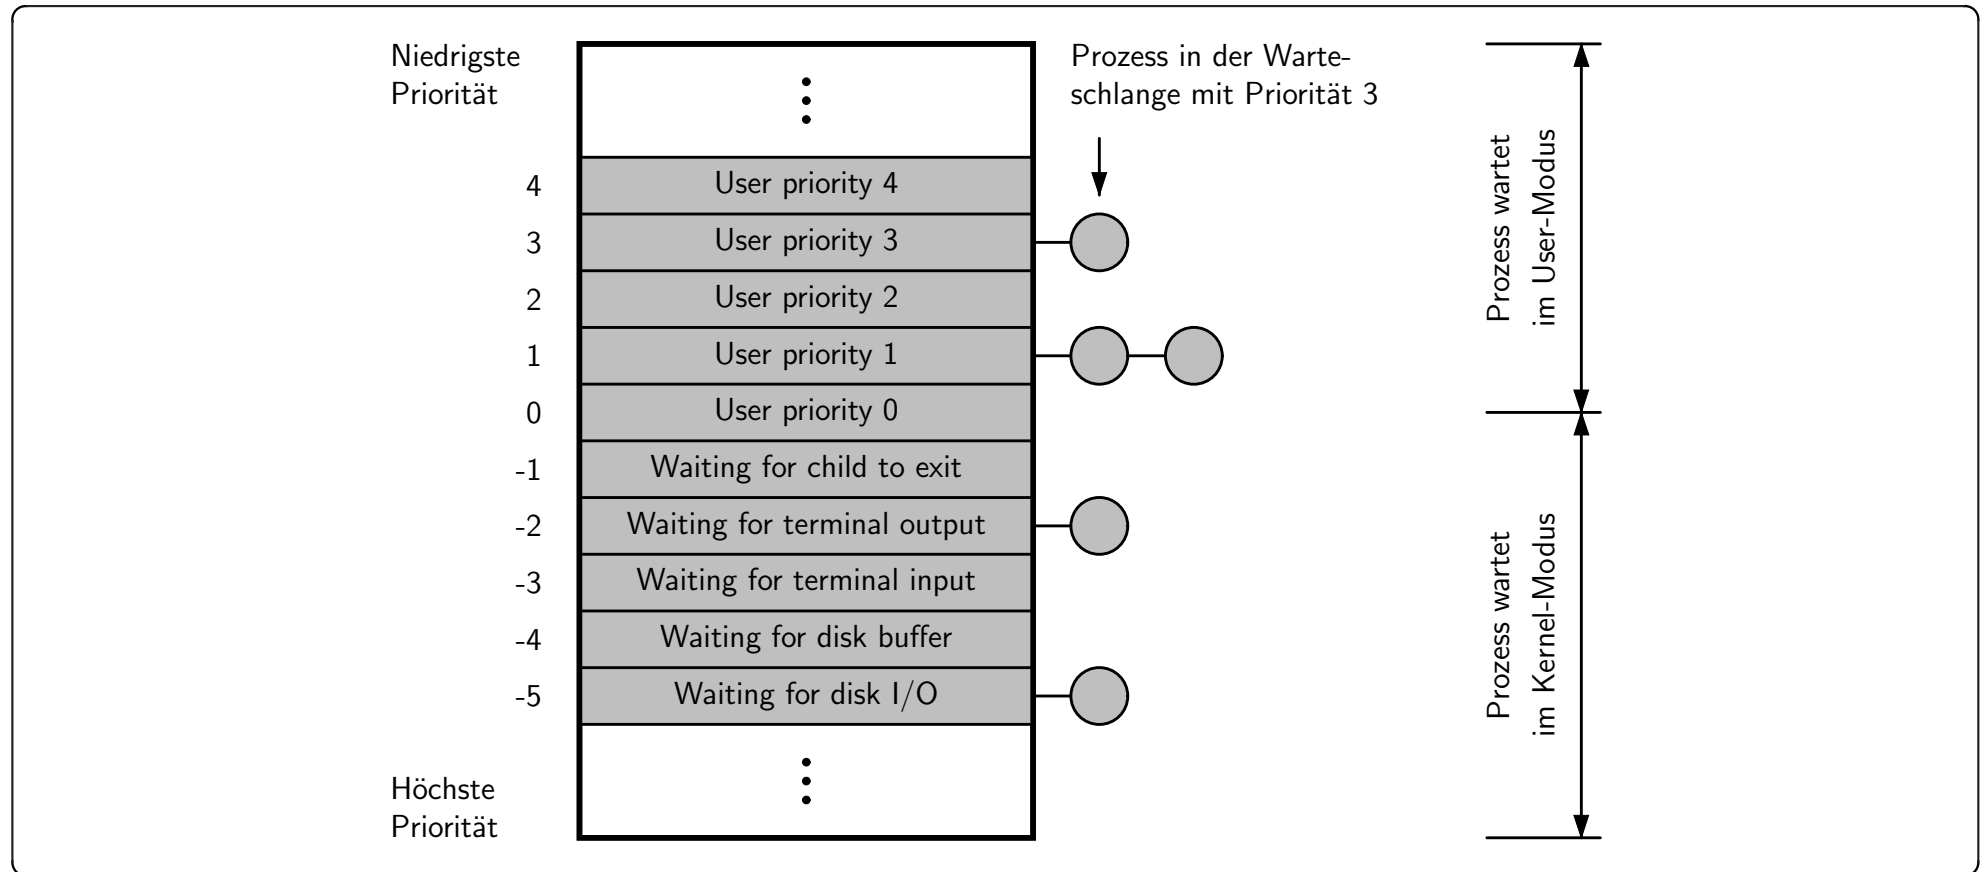 Niedrigste
Priorität
Prozess in der Warte-
schlange mit Priorität 3
4 User priority 4
3 User priority 3
2 User priority 2
1 User priority 1
0 User priority 0
-1 Waiting for child to exit
-2 Waiting for terminal output
-3 Waiting for terminal input
-4 Waiting for disk buffer
-5 Waiting for disk I/O
Höchste
Priorität
Prozess wartet
im User-Modus
Prozess wartet
im Kernel-Modus